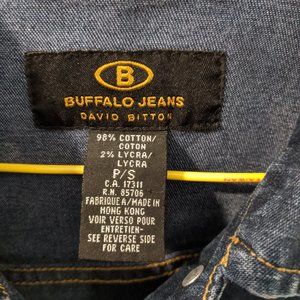 B
BUFFALO JEANS
DAVID BITTON
98% COTTON/
COTON
2% LYCRA/
LYCRA
P/S
C.A. 17311
R.N. 85706
FABRIQUE A/MADE IN
HONG KONG
VOIR VERSO POUR
ENTRETIEN-
SEE REVERSE SIDE
FOR CARE